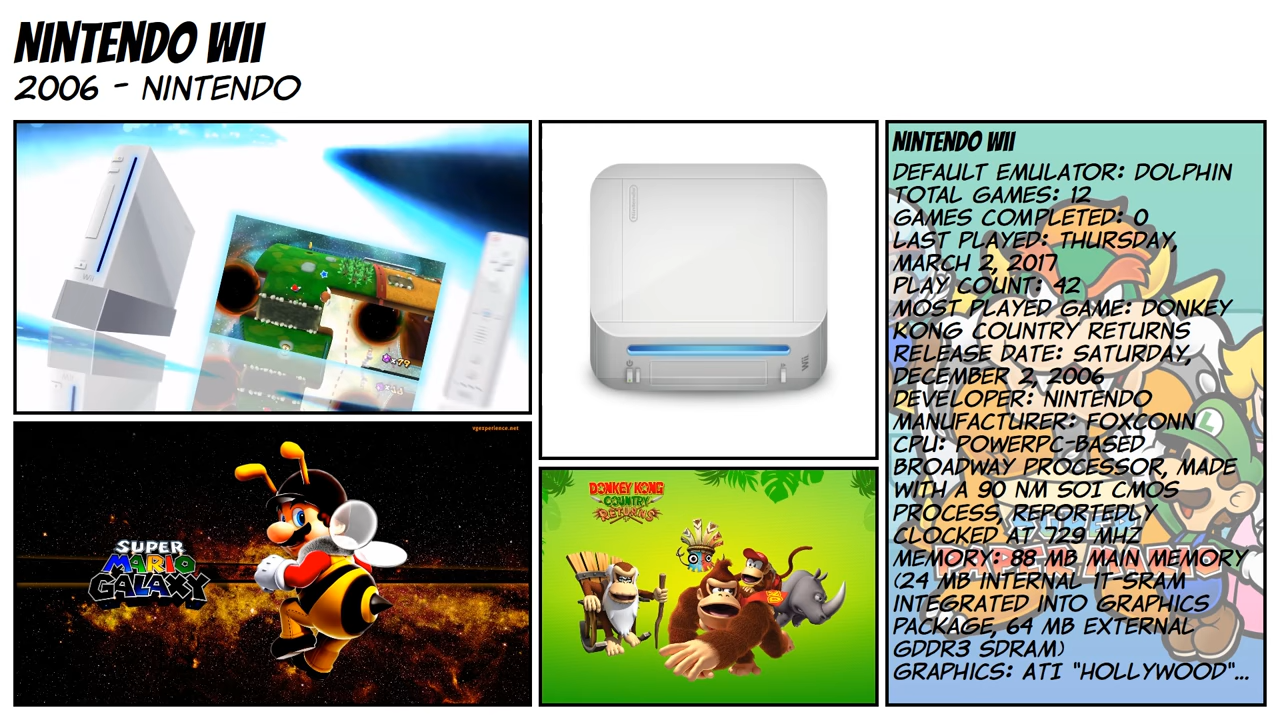 NINTENDO WII
2006 - NINTENDO
Wii
x79
Nintendo
Wii
vgexperience.net
SUPER
MARIO
GALAXY
DONKEY KONG
COUNTRY
RETURNS
NINTENDO WII
DEFAULT EMULATOR: DOLPHIN
TOTAL GAMES: 12
GAMES COMPLETED: 0
LAST PLAYED: THURSDAY,
MARCH 2, 2017
PLAY COUNT: 42
MOST PLAYED GAME: DONKEY
KONG COUNTRY RETURNS
RELEASE DATE: SATURDAY,
DECEMBER 2, 2006
DEVELOPER: NINTENDO
MANUFACTURER: FOXCONN
CPU: POWERPC-BASED
BROADWAY PROCESSOR, MADE
WITH A 90 NM SOI CMOS
PROCESS, REPORTEDLY
CLOCKED AT 729 MHZ
MEMORY: 88 MB MAIN MEMORY
(24 MB INTERNAL 1T-SRAM
INTEGRATED INTO GRAPHICS
PACKAGE, 64 MB EXTERNAL
GDDR3 SDRAM)
GRAPHICS: ATI "HOLLYWOOD"...